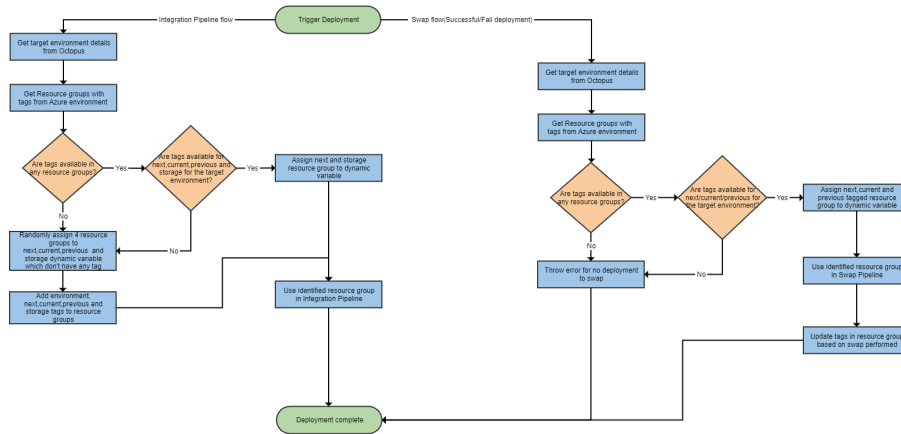 Integration Pipeline flow
Trigger Deployment
Swap flow(Successful/Fail deployment)
Get target environment details
from Octopus
Get Resource groups with
tags from Azure environment
Are tags available in
any resource groups?
Yes
Are tags available for
next,current,previous and
storage for the target
environment?
Yes
Assign next and storage
resource group to dynamic
variable
No
No
Randomly assign 4 resource
groups to
next,current,previous and
storage dynamic variable
which don't have any tag
Add environment,
next,current,previous and
storage tags to resource
groups
Use identified resource group
in Integration Pipeline
Get target environment details
from Octopus
Get Resource groups with
tags from Azure environment
Are tags available in
any resource groups?
Yes
Are tags available for
next/current/previous for
the target environment?
Yes
Assign next,current and
previous tagged resource
group to dynamic variable
No
No
Throw error for no deployment
to swap
Use identified resource group
in Swap Pipeline
Update tags in resource group
based on swap performed
Deployment complete